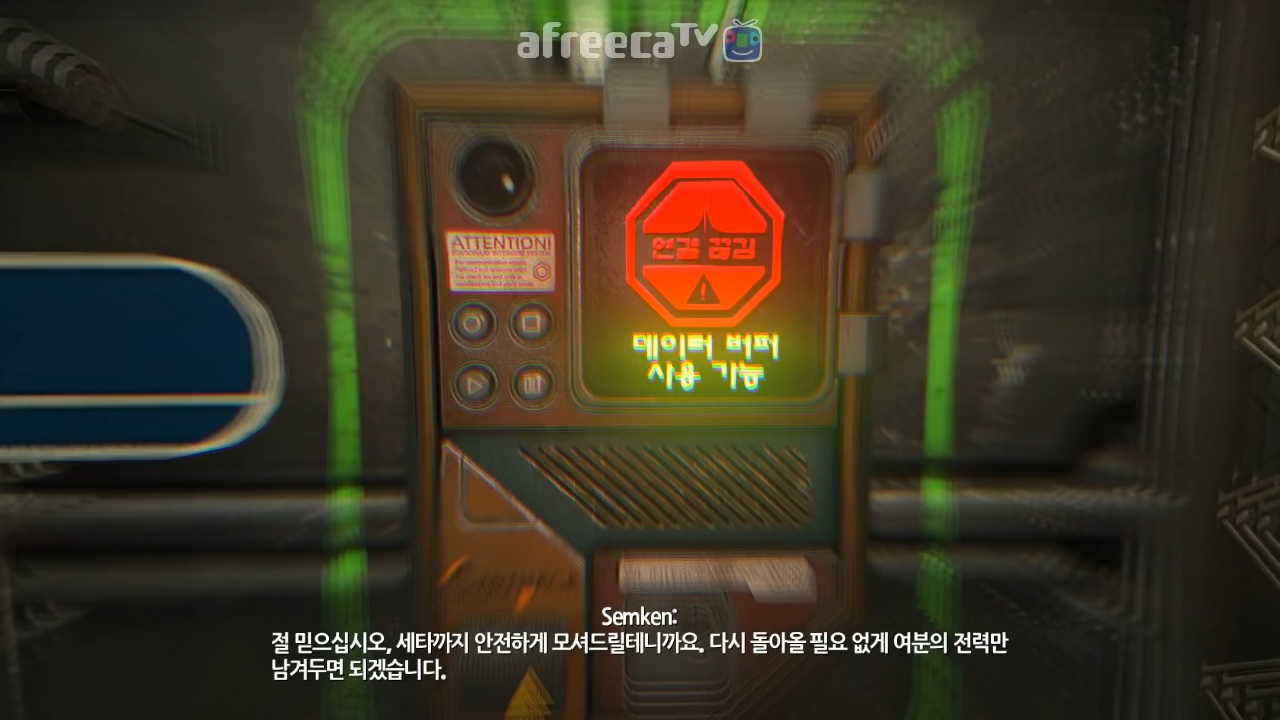 afreecaTV
ATTENTION!
연결 끊김
데이터 버퍼
사용 가능
Semken:
절 믿으십시오, 세타까지 안전하게 모셔드릴테니까요. 다시 돌아올 필요 없게 여분의 전력만
남겨두면 되겠습니다.